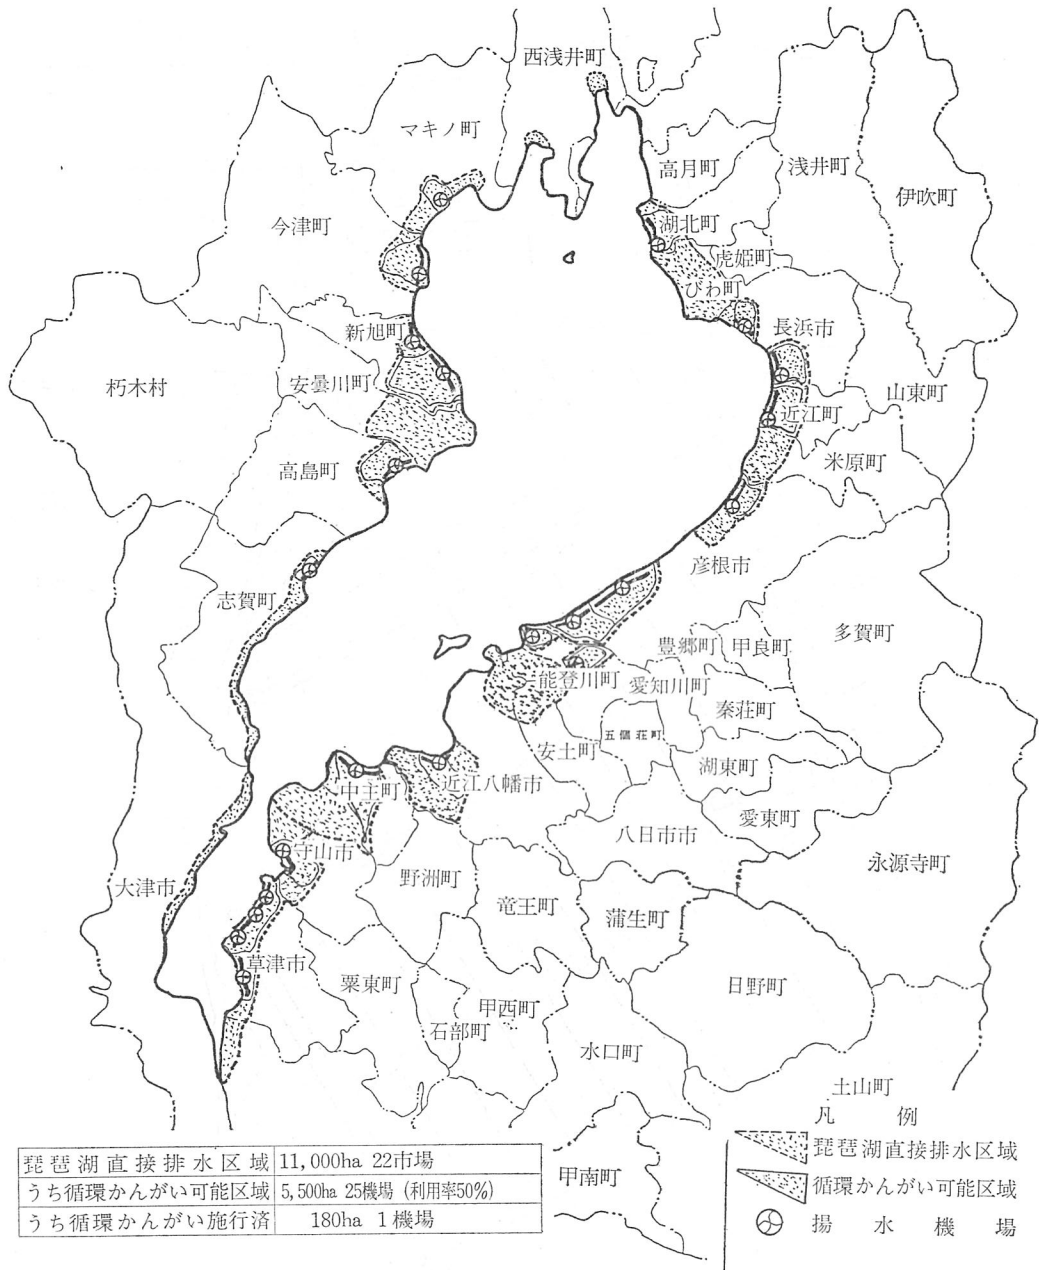 西浅井町
マキノ町
高月町
浅井町
伊吹町
今津町
湖北町
虎姫町
びわ町
新旭町
長浜市
朽木村
安曇川町
近江町
山東町
高島町
米原町
彦根市
志賀町
多賀町
豊郷町
甲良町
能登川町
愛知川町
秦荘町
安土町
五個荘町
湖東町
中主町
近江八幡市
愛東町
八日市市
守山市
永源寺町
野洲町
大津市
竜王町
蒲生町
草津市
栗東町
日野町
甲西町
石部町
水口町
土山町
凡例
琵琶湖直接排水区域 11,000ha 22市場
うち循環かんがい可能区域 5,500ha 25機場 (利用率50%)
うち循環かんがい施行済 180ha 1機場
甲南町
琵琶湖直接排水区域
循環かんがい可能区域
揚水機場